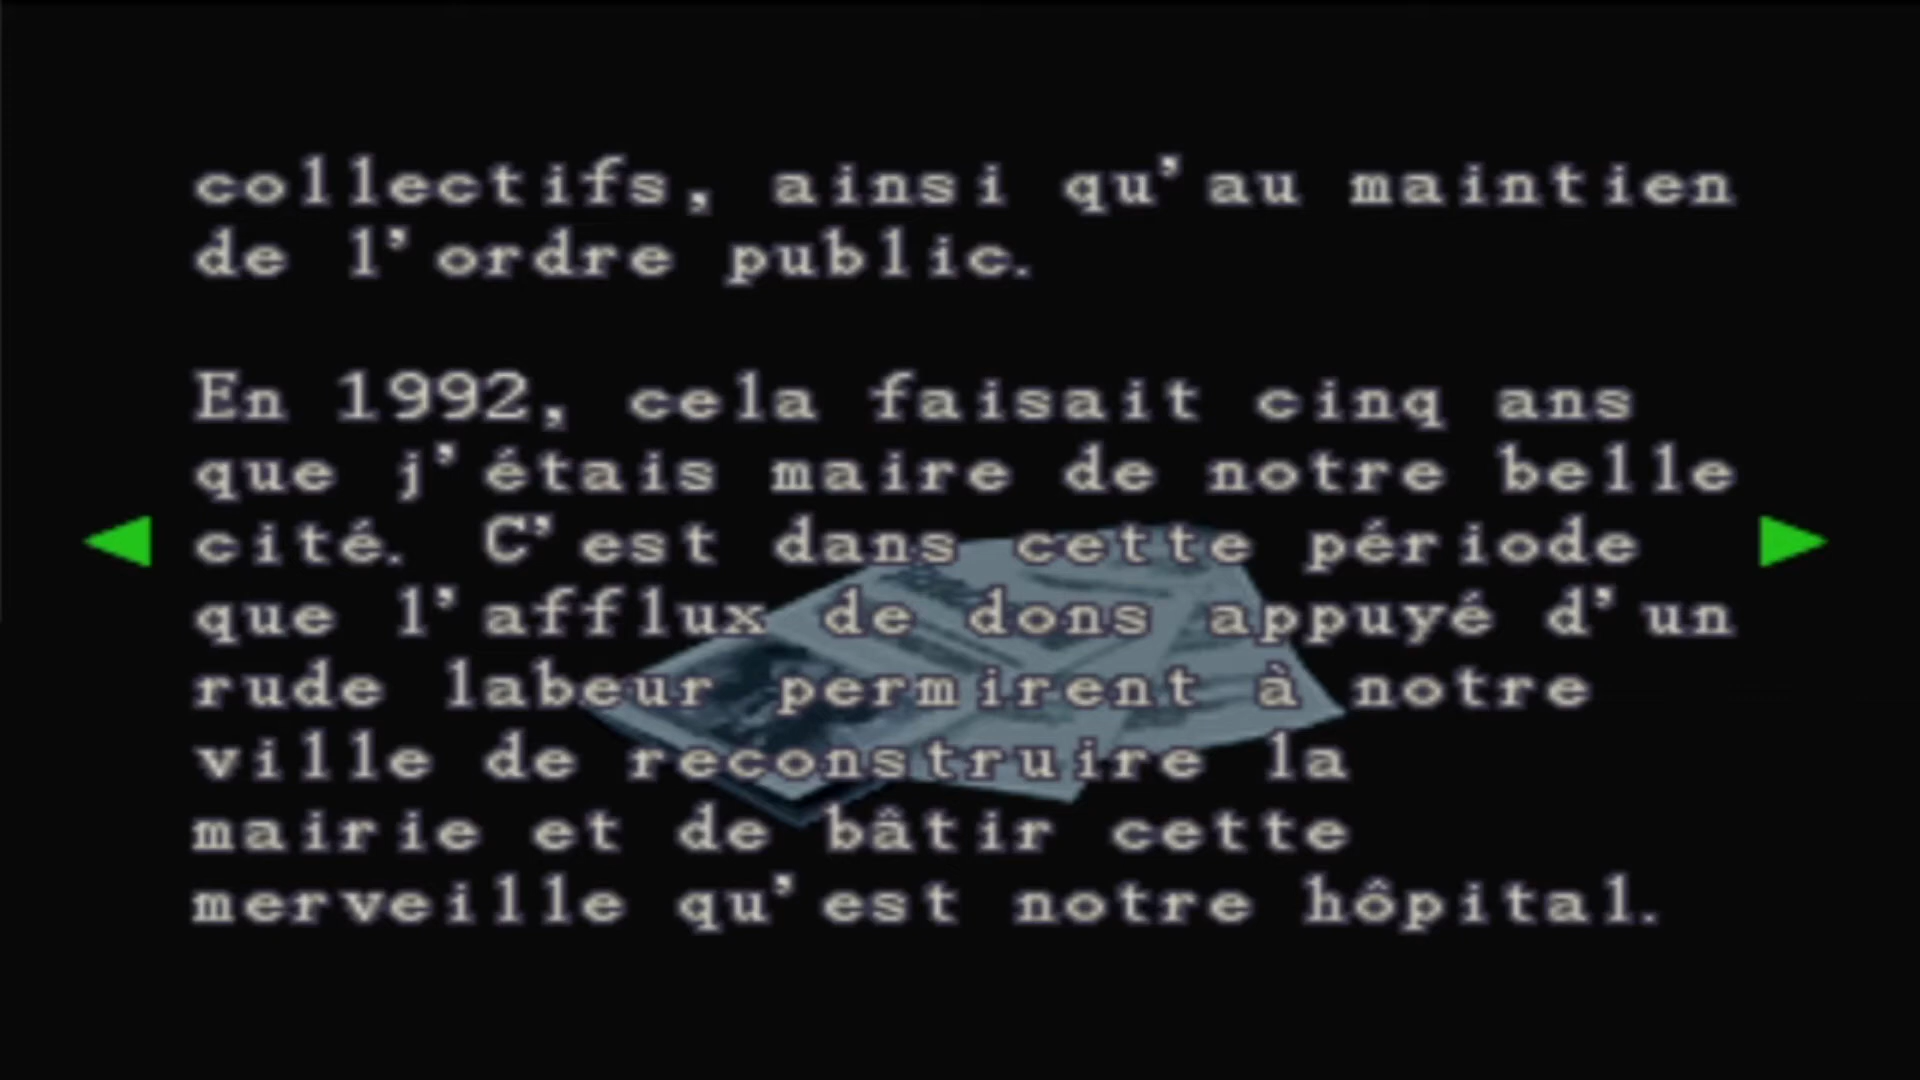 collectifs, ainsi qu'au maintien
de l'ordre public.
En 1992, cela faisait cinq ans
que j'étais maire de notre belle
cité. C'est dans cette période
que l'afflux de dons appuyé d'un
rude labeur permirent à notre
ville de reconstruire la
mairie et de bâtir cette
merveille qu'est notre hôpital.